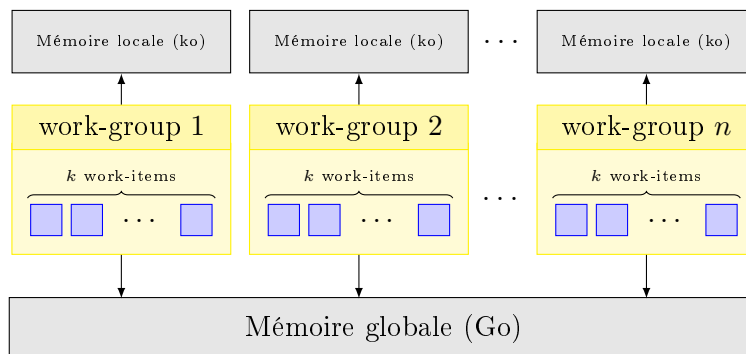 Mémoire locale (ko) Mémoire locale (ko) ··· Mémoire locale (ko)
work-group 1 work-group 2 work-group n
k work-items k work-items k work-items
··· ··· ··· ···
Mémoire globale (Go)